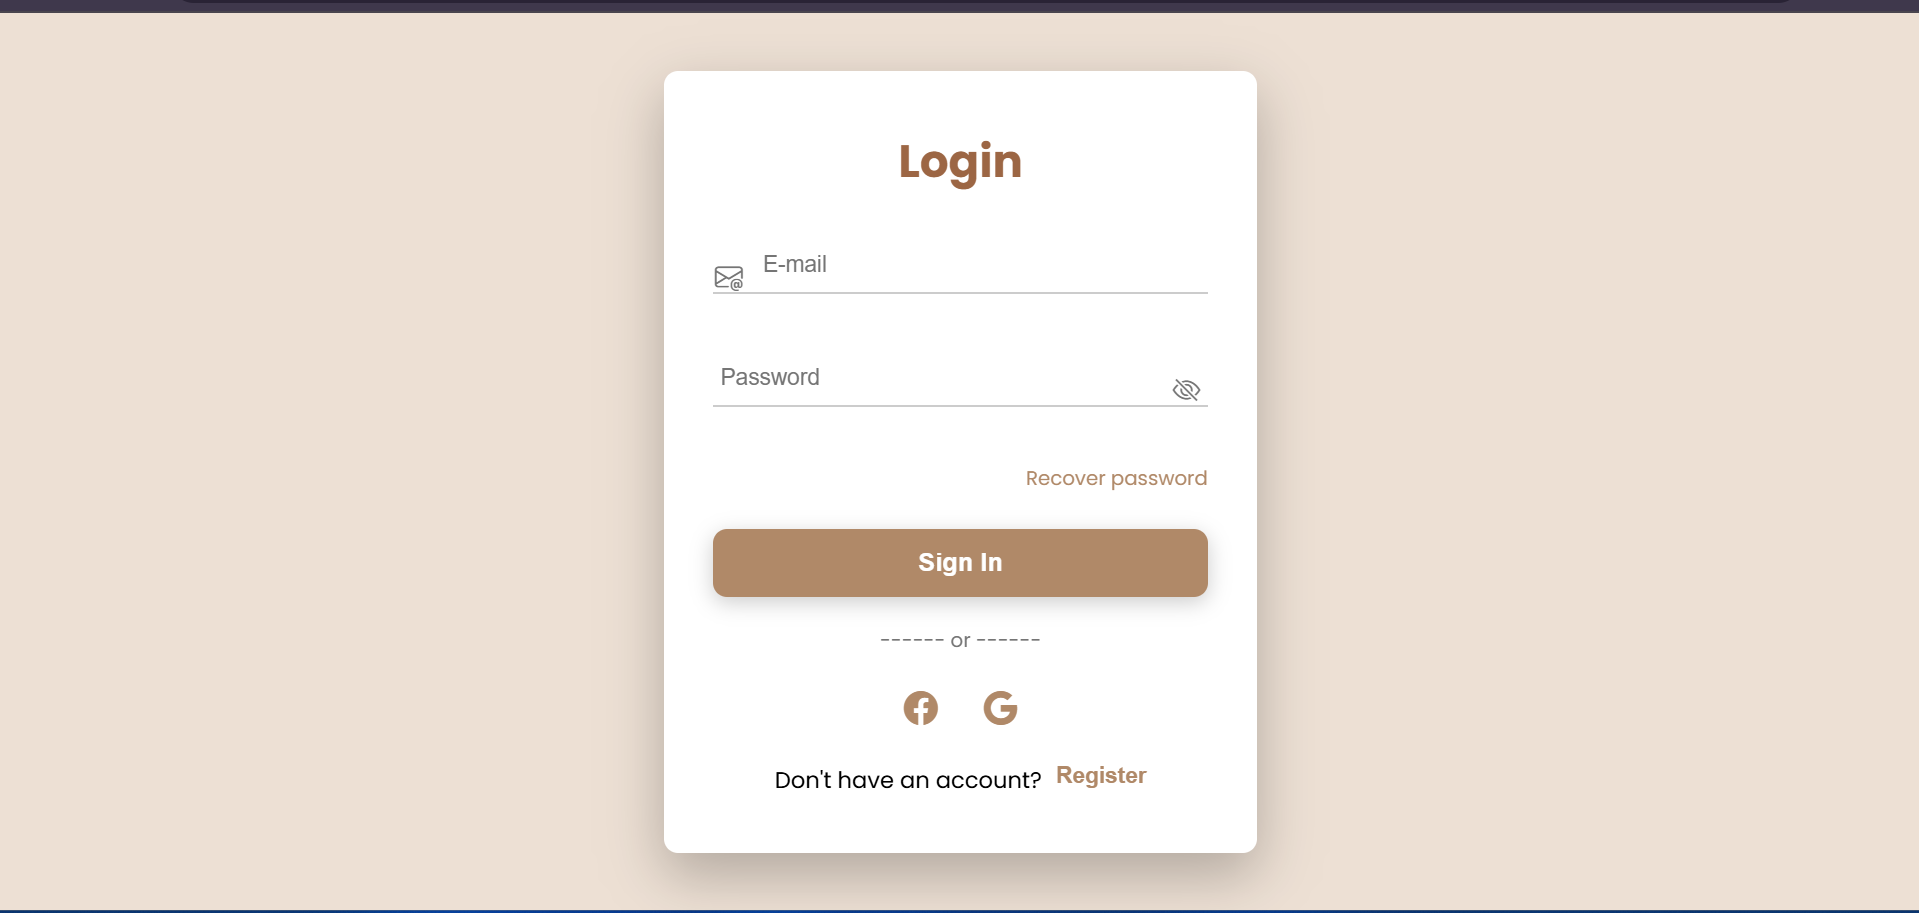 Login
E-mail
Password
Recover password
Sign In
------ or ------
Don't have an account? Register